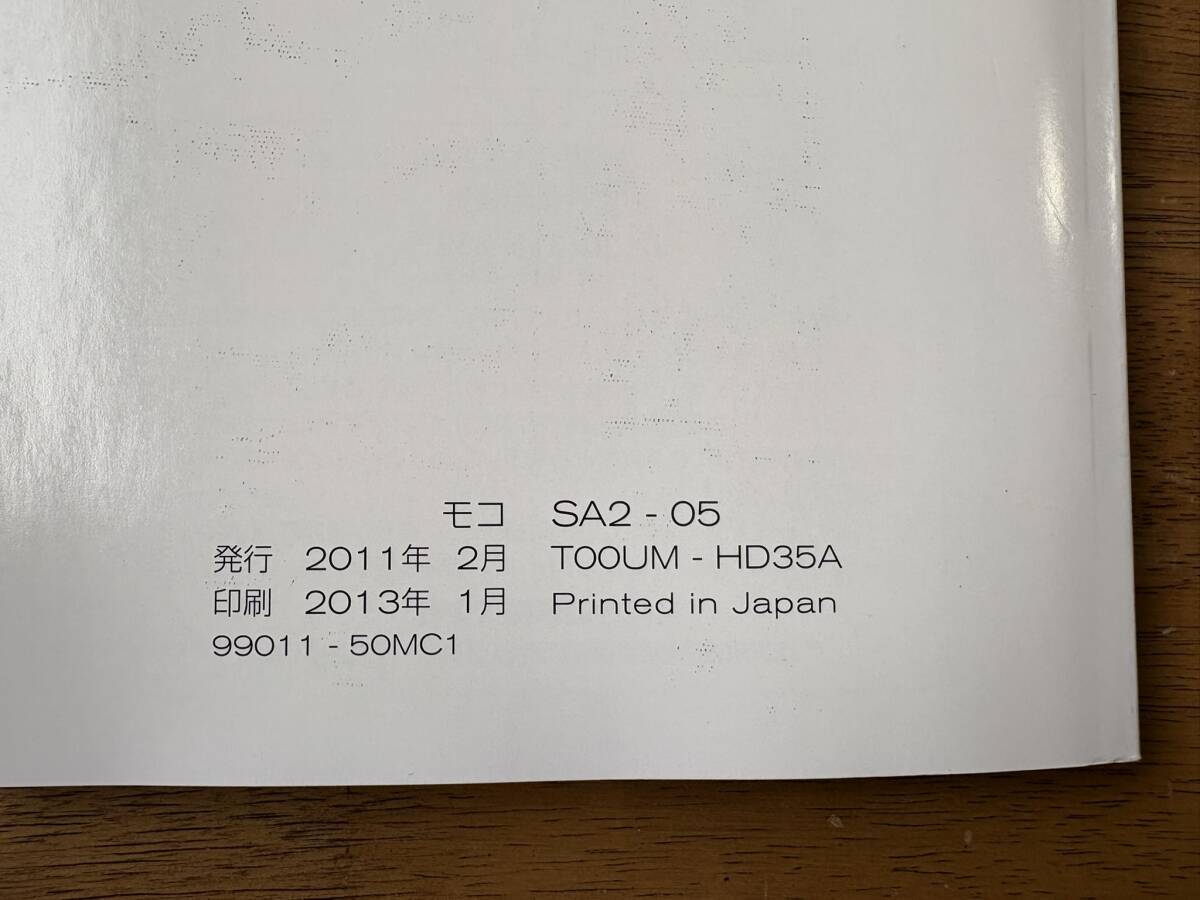 モコ SA2 - 05
発行 2011年 2月 T00UM - HD35A
印刷 2013年 1月 Printed in Japan
99011 - 50MC1